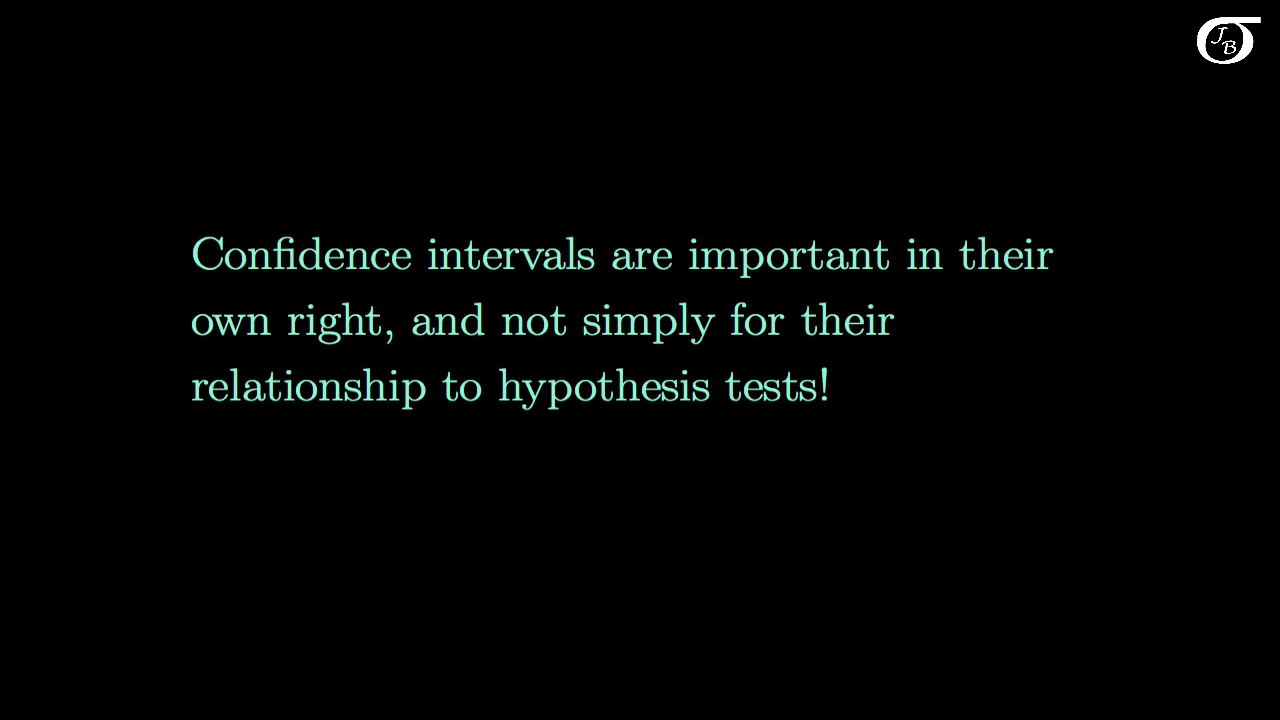 J
B
Confidence intervals are important in their
own right, and not simply for their
relationship to hypothesis tests!